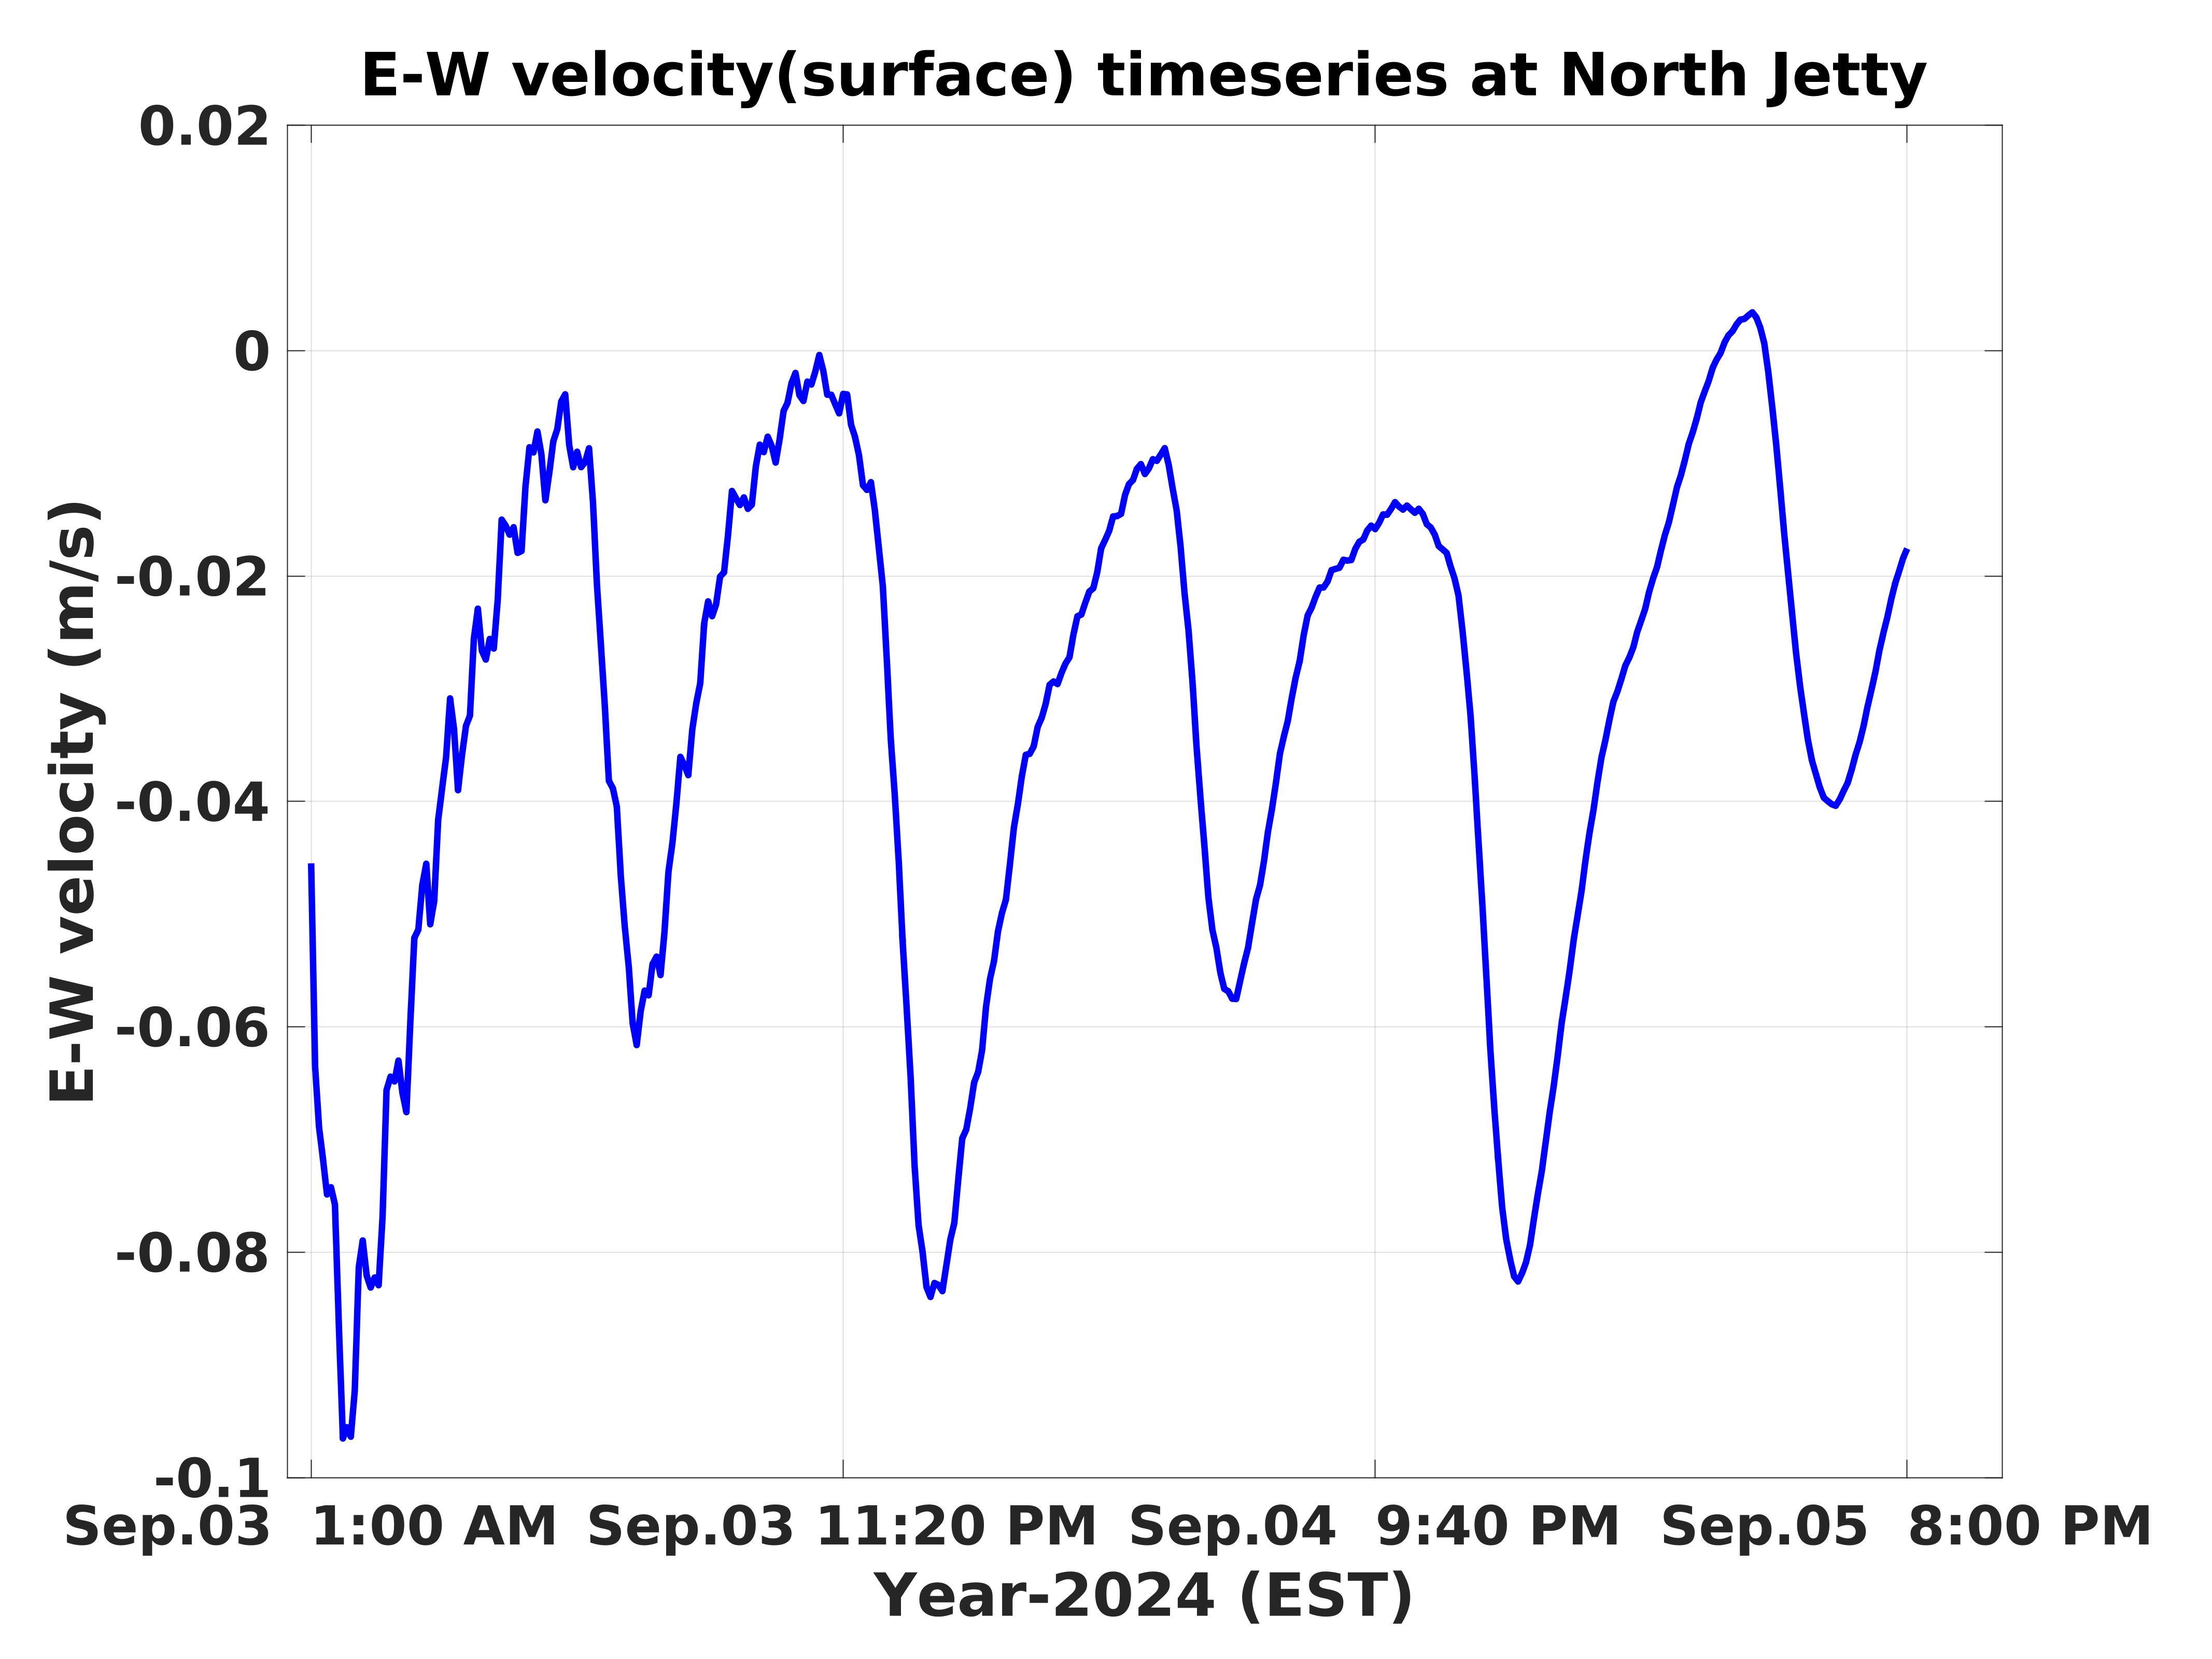 E-W velocity(surface) timeseries at North Jetty
E-W velocity (m/s)
0.02
0
-0.02
-0.04
-0.06
-0.08
-0.1
Sep.03 1:00 AM Sep.03 11:20 PM Sep.04 9:40 PM Sep.05 8:00 PM
Year-2024 (EST)